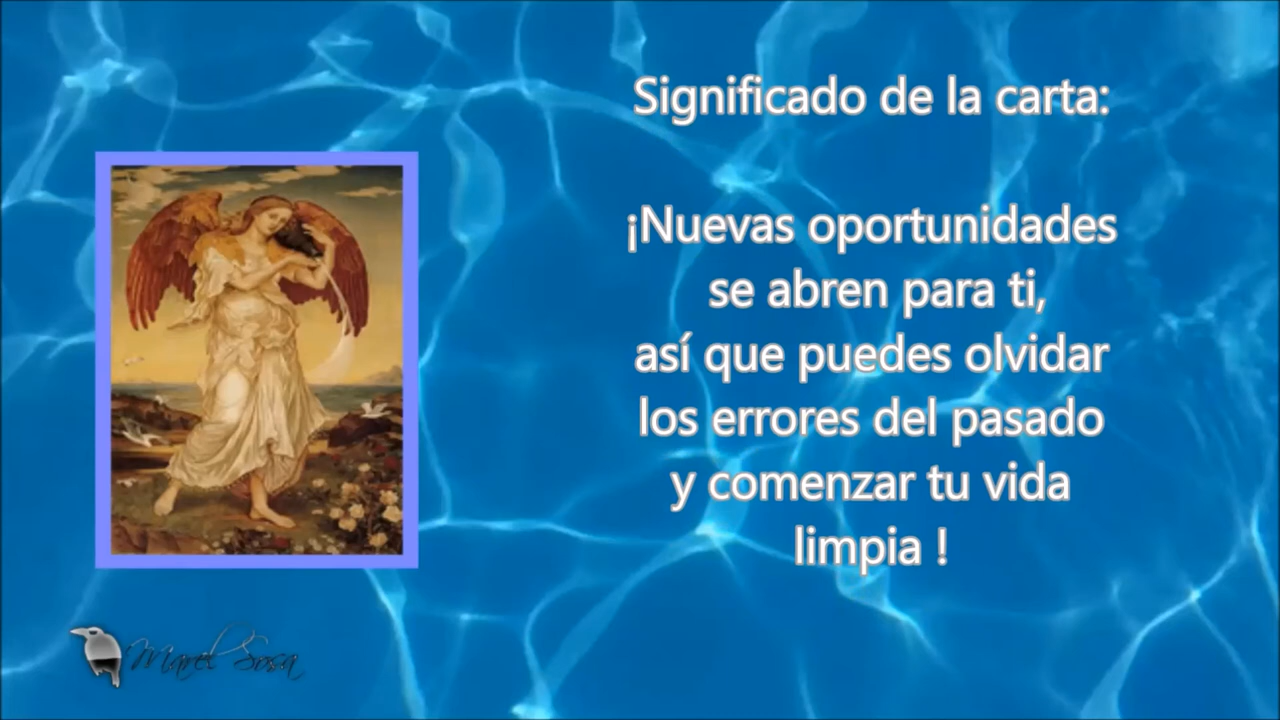 Significado de la carta:
¡Nuevas oportunidades
se abren para ti,
así que puedes olvidar
los errores del pasado
y comenzar tu vida
limpia !
Marel Sosa